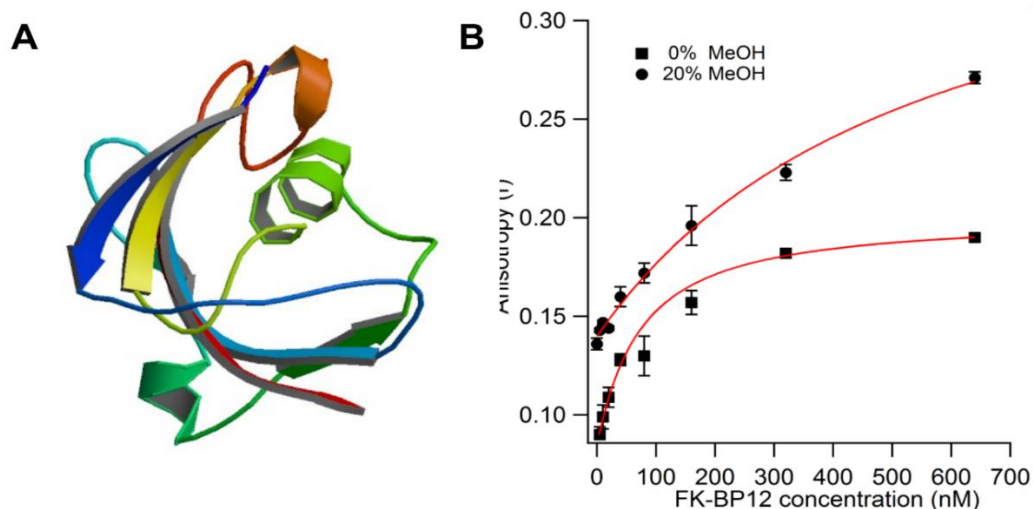 A
B
■ 0% MeOH
● 20% MeOH
0.30
0.25
0.20
0.15
0.10
Anisotropy (r)
0 100 200 300 400 500 600 700
FK-BP12 concentration (nM)